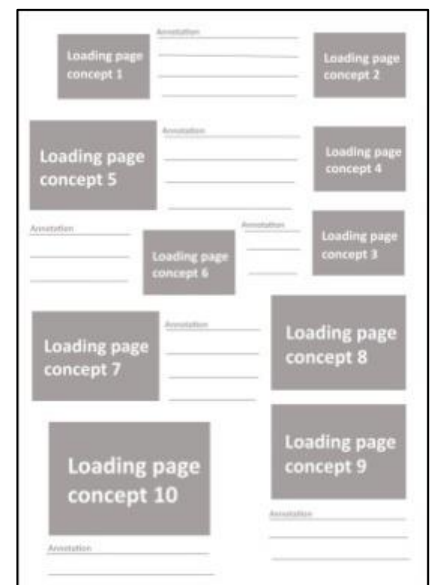 Annotation
Loading page
concept 1
Loading page
concept 2
Annotation
Loading page
concept 5
Loading page
concept 4
Annotation
Annotation
Loading page
concept 6
Loading page
concept 3
Annotation
Loading page
concept 7
Loading page
concept 8
Loading page
concept 10
Loading page
concept 9
Annotation
Annotation